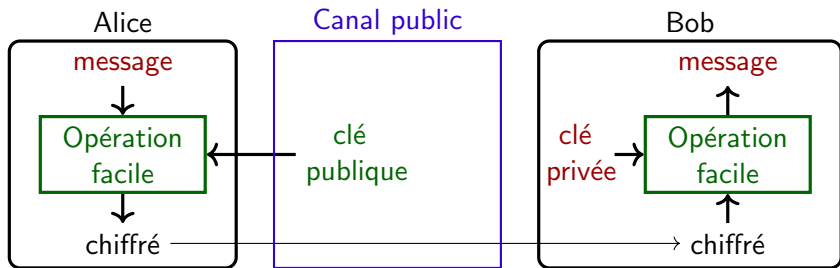 Alice
message
Opération
facile
chiffré
Canal public
clé
publique
Bob
message
clé
privée
Opération
facile
chiffré